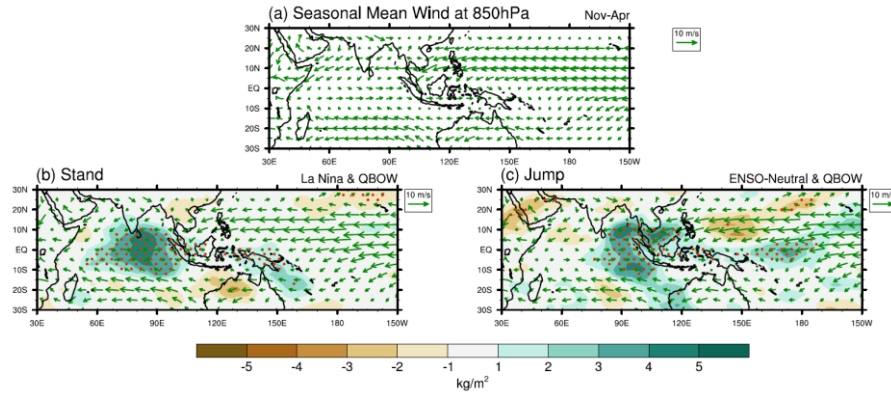 (a) Seasonal Mean Wind at 850hPa Nov-Apr
10 m/s
30N
20N
10N
EQ
10S
20S
30S
30E 60E 90E 120E 150E 180 150W
(b) Stand La Nina & QBOW
10 m/s
30N
20N
10N
EQ
10S
20S
30S
30E 60E 90E 120E 150E 180 150W
(c) Jump ENSO-Neutral & QBOW
10 m/s
30N
20N
10N
EQ
10S
20S
30S
30E 60E 90E 120E 150E 180 150W
-5 -4 -3 -2 -1 1 2 3 4 5
kg/m²